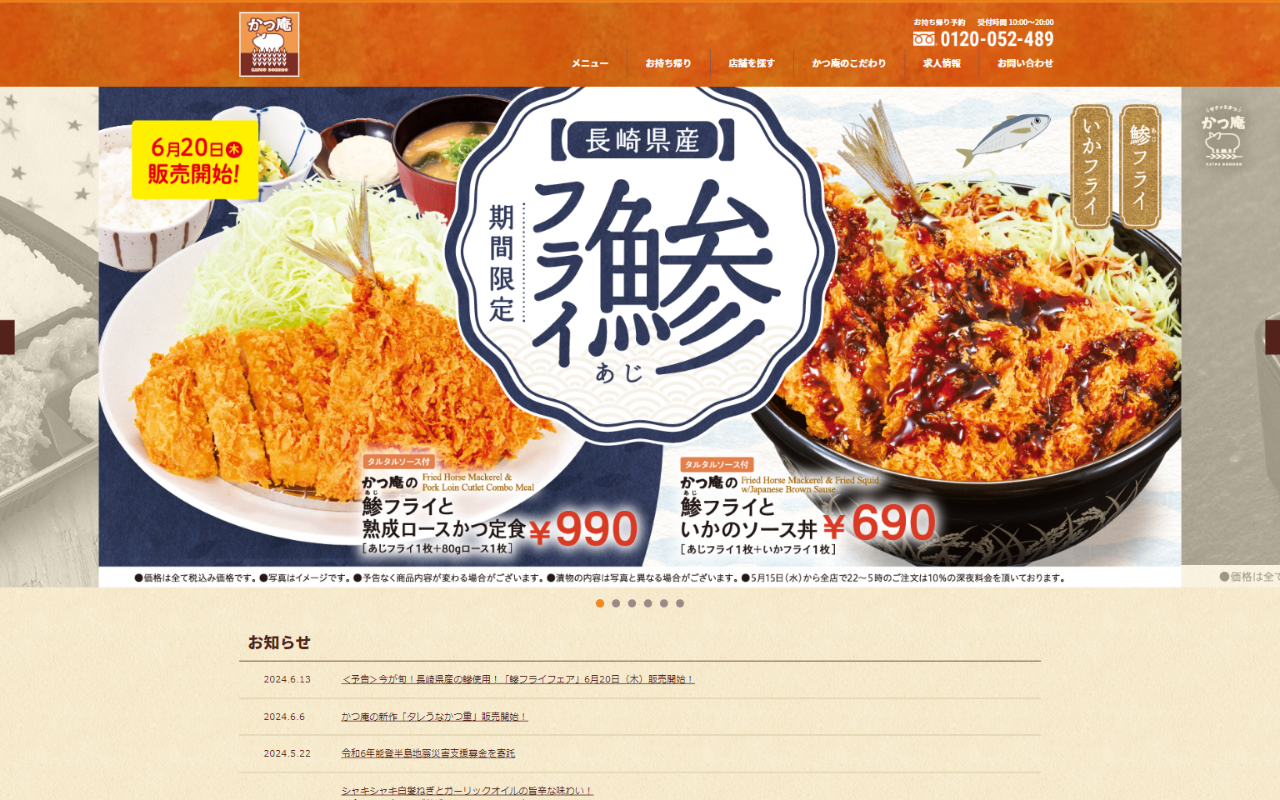 かつ庵
KATSU DONDON
お持ち帰り予約 受付時間 10:00〜20:00
0120-052-489
メニュー
お持ち帰り
店舗を探す
かつ庵のこだわり
求人情報
お問い合わせ
6月20日(木)
販売開始!
【長崎県産】
期間限定
鯵フライ
あじ
いかフライ
鯵フライ
あじ
かつ庵
タルタルソース付
かつ庵の Fried Horse Mackerel &
Pork Loin Cutlet Combo Meal
あじ
鯵フライと
熟成ロースかつ定食 ¥990
[あじフライ1枚+80gロース1枚]
タルタルソース付
かつ庵の Fried Horse Mackerel & Fried Squid
w/Japanese Brown Sause
あじ
鯵フライと
いかのソース丼 ¥690
[あじフライ1枚+いかフライ1枚]
●価格は全て税込み価格です。●写真はイメージです。●予告なく商品内容が変わる場合がございます。●漬物の内容は写真と異なる場合がございます。●5月15日(水)から全店で22〜5時のご注文は10%の深夜料金を頂いております。
●価格は全て
お知らせ
2024.6.13 <予告>今が旬!長崎県産の鯵使用!「鯵フライフェア」6月20日(木)販売開始!
2024.6.6 かつ庵の新作「タレうなかつ重」販売開始!
2024.5.22 令和6年能登半島地震災害支援募金を寄託
シャキシャキ白髪ねぎとガーリックオイルの旨辛な味わい!